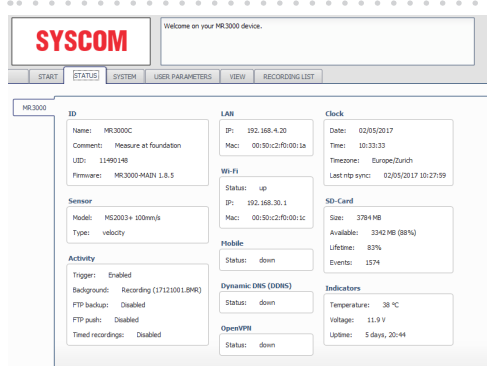 SYSCOM
Welcome on your MR3000 device.
START STATUS SYSTEM USER PARAMETERS VIEW RECORDING LIST
MR3000
ID
Name: MR3000C
Comment: Measure at foundation
UID: 11490148
Firmware: MR3000-MAIN 1.8.5
Sensor
Model: MS2003+ 100mm/s
Type: velocity
Activity
Trigger: Enabled
Background: Recording (17121001.BMR)
FTP backup: Disabled
FTP push: Disabled
Timed recordings: Disabled
LAN
IP: 192.168.4.20
Mac: 00:50:c2:f0:00:1a
Wi-Fi
Status: up
IP: 192.168.30.1
Mac: 00:50:c2:f0:00:1c
Mobile
Status: down
Dynamic DNS (DDNS)
Status: down
OpenVPN
Status: down
Clock
Date: 02/05/2017
Time: 10:33:33
Timezone: Europe/Zurich
Last ntp sync: 02/05/2017 10:27:59
SD-Card
Size: 3784 MB
Available: 3342 MB (88%)
Lifetime: 83%
Events: 1574
Indicators
Temperature: 38 °C
Voltage: 11.9 V
Uptime: 5 days, 20:44